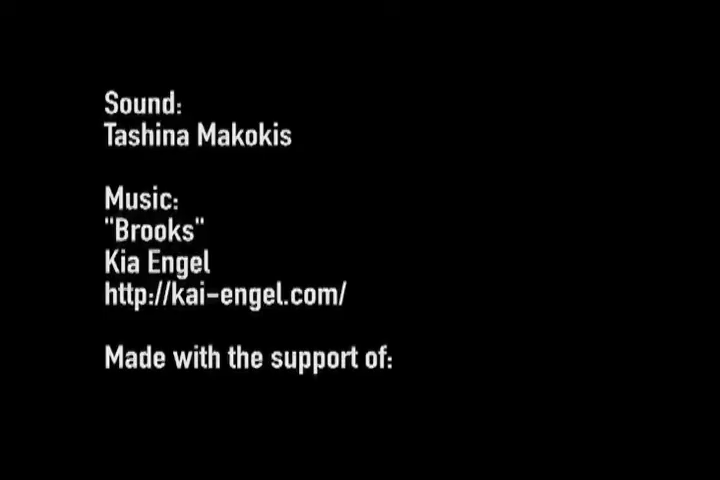 Sound:
Tashina Makokis
Music:
"Brooks"
Kia Engel
http://kai-engel.com/
Made with the support of: